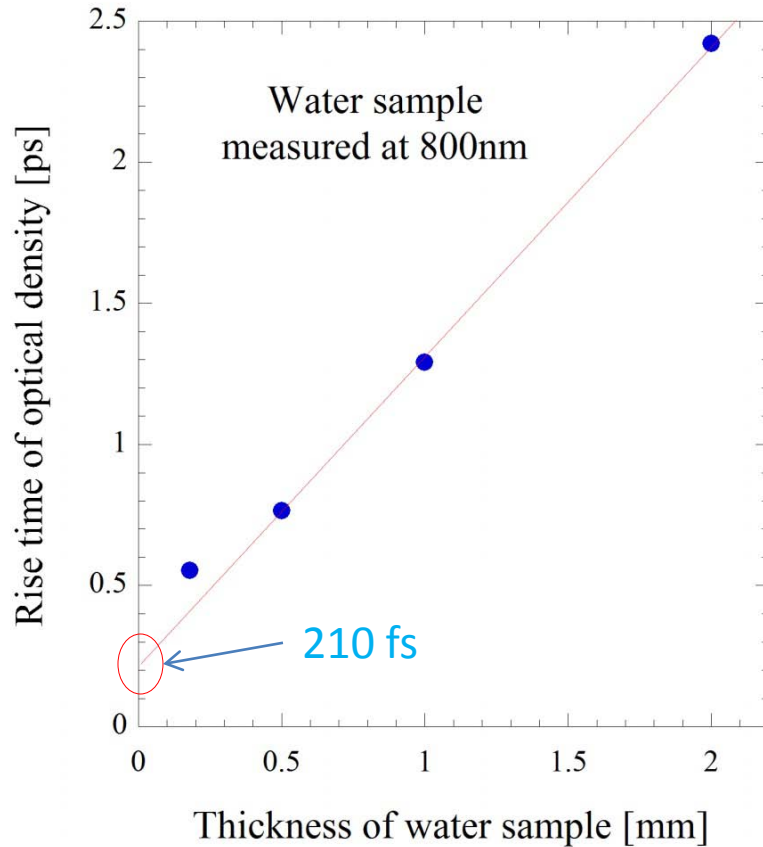 2.5
2
1.5
1
0.5
0
Rise time of optical density [ps]
Water sample
measured at 800nm
210 fs
0
0.5
1
1.5
2
Thickness of water sample [mm]